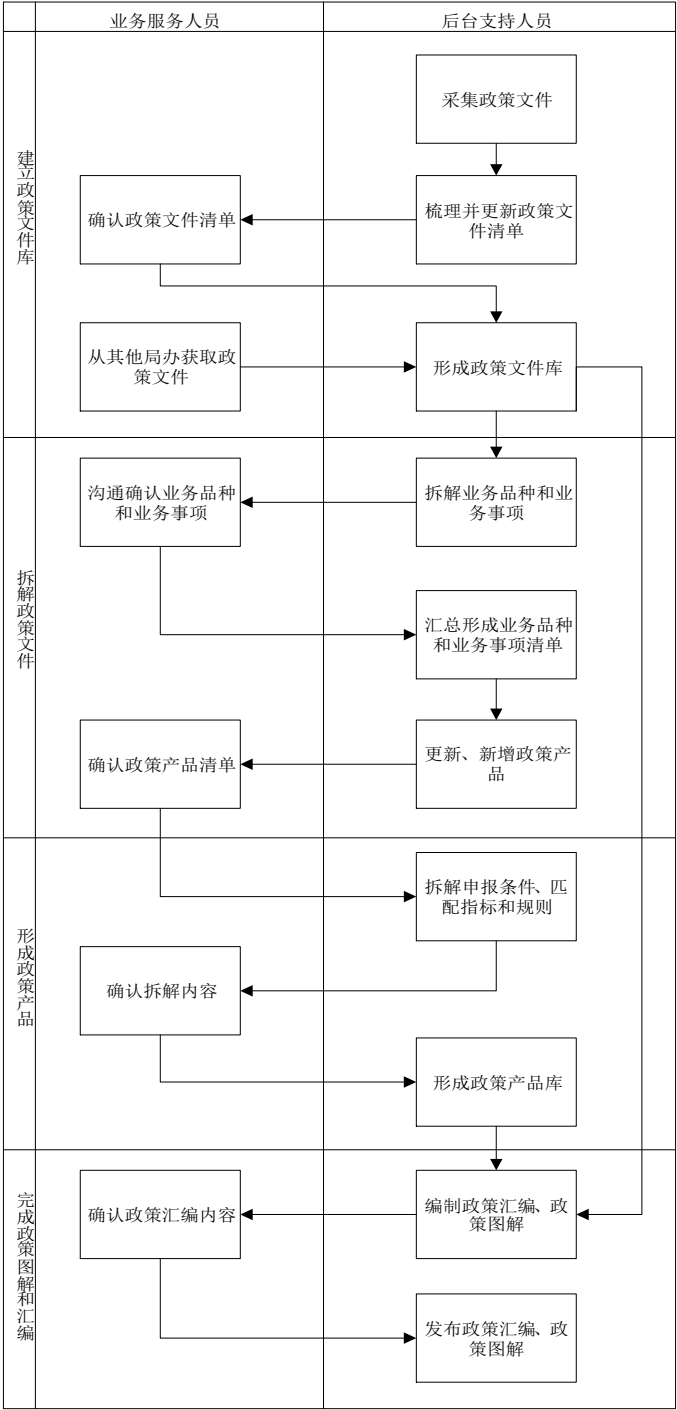 业务服务人员
后台支持人员
建立政策文件库
采集政策文件
确认政策文件清单
梳理并更新政策文
件清单
从其他局办获取政
策文件
形成政策文件库
拆解政策文件
沟通确认业务品种
和业务事项
拆解业务品种和业
务事项
汇总形成业务品种
和业务事项清单
确认政策产品清单
更新、新增政策产
品
形成政策产品
拆解申报条件、匹
配指标和规则
确认拆解内容
形成政策产品库
完成政策图解和汇编
确认政策汇编内容
编制政策汇编、政
策图解
发布政策汇编、政
策图解